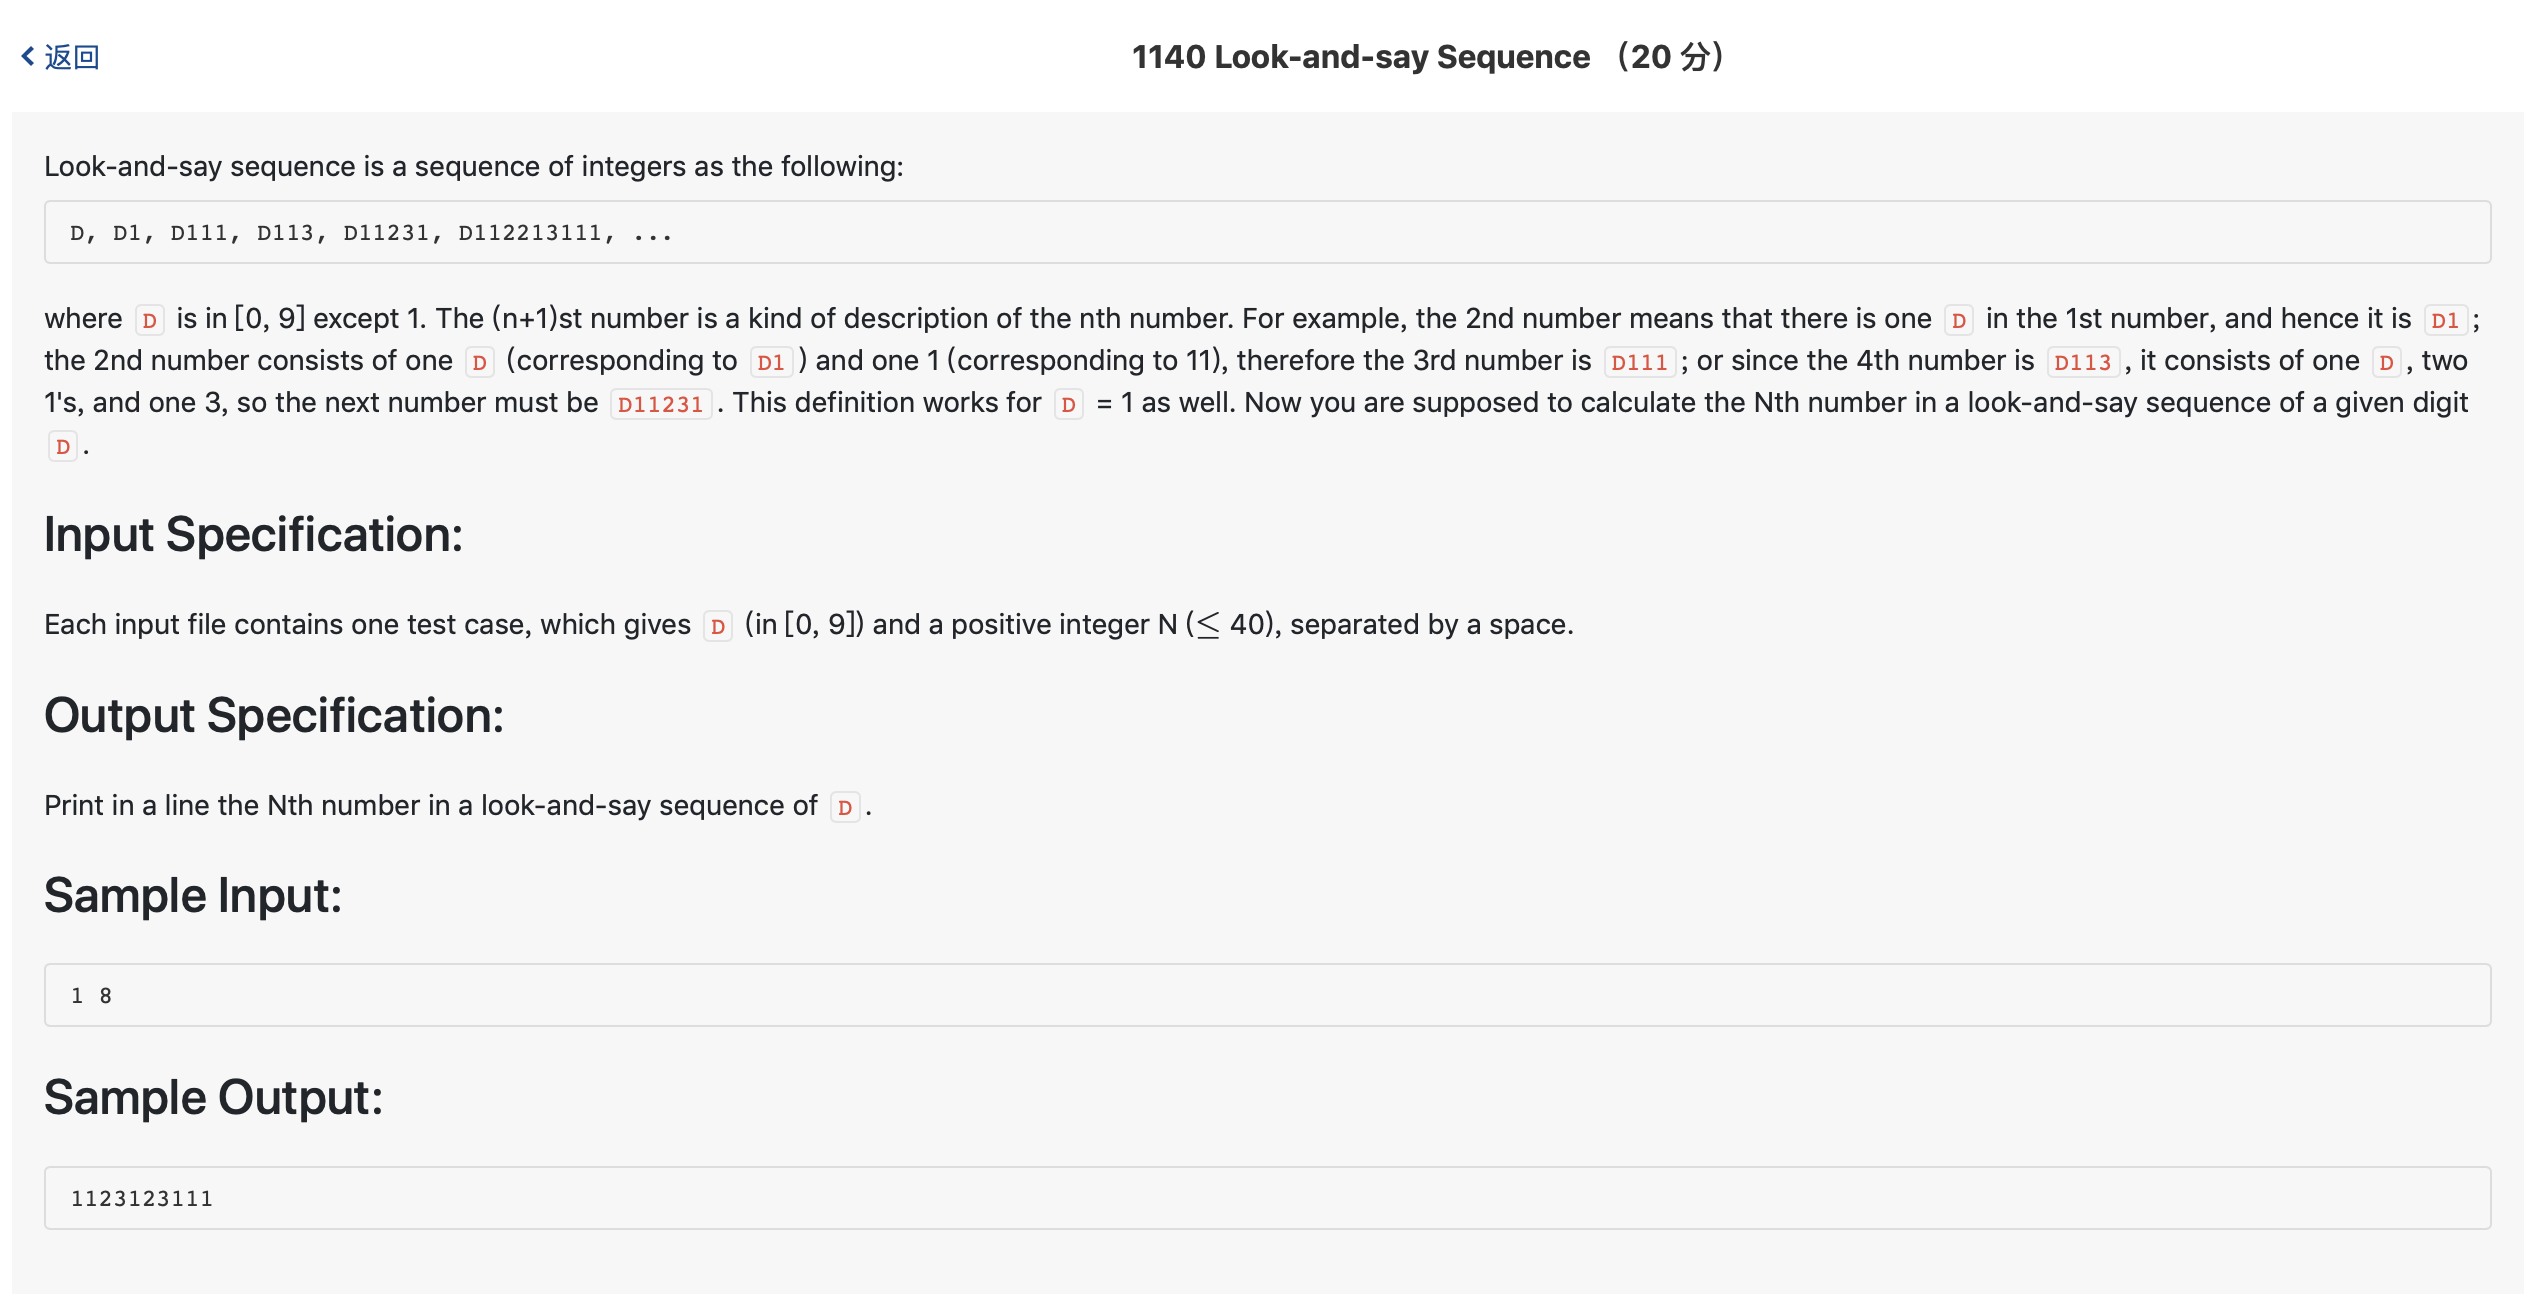 返回
1140 Look-and-say Sequence （20 分）
Look-and-say sequence is a sequence of integers as the following:
D, D1, D111, D113, D11231, D112213111, ...
where D is in [0, 9] except 1. The (n+1)st number is a kind of description of the nth number. For example, the 2nd number means that there is one D in the 1st number, and hence it is D1 ;
the 2nd number consists of one D (corresponding to D1 ) and one 1 (corresponding to 11), therefore the 3rd number is D111 ; or since the 4th number is D113 , it consists of one D , two
1's, and one 3, so the next number must be D11231 . This definition works for D = 1 as well. Now you are supposed to calculate the Nth number in a look-and-say sequence of a given digit
D .
Input Specification:
Each input file contains one test case, which gives D (in [0, 9]) and a positive integer N (≤ 40), separated by a space.
Output Specification:
Print in a line the Nth number in a look-and-say sequence of D .
Sample Input:
1 8
Sample Output:
1123123111